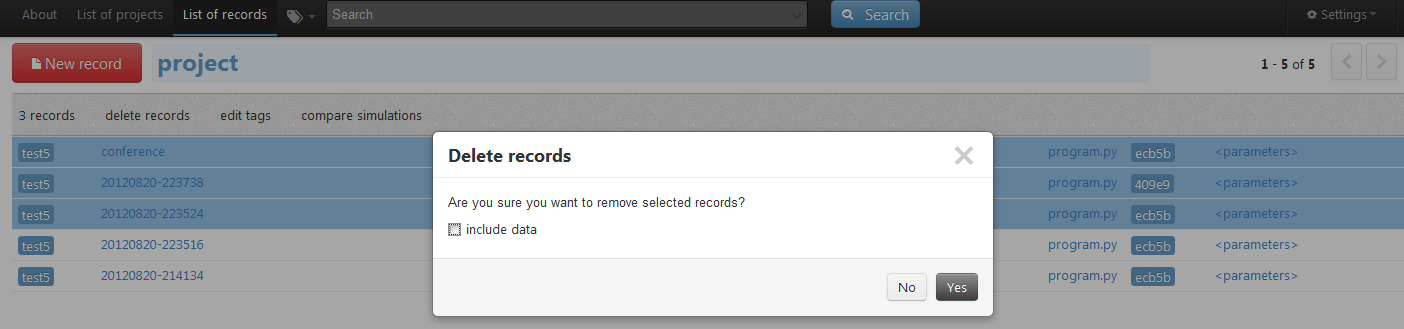 About List of projects List of records Search Search Settings
New record project 1 - 5 of 5
3 records delete records edit tags compare simulations
Delete records
test5 conference program.py ecb5b <parameters>
test5 20120820-223738 program.py 409e9 <parameters>
Are you sure you want to remove selected records?
test5 20120820-223524 program.py ecb5b <parameters>
include data
test5 20120820-223516 program.py ecb5b <parameters>
test5 20120820-214134 program.py ecb5b <parameters>
No Yes